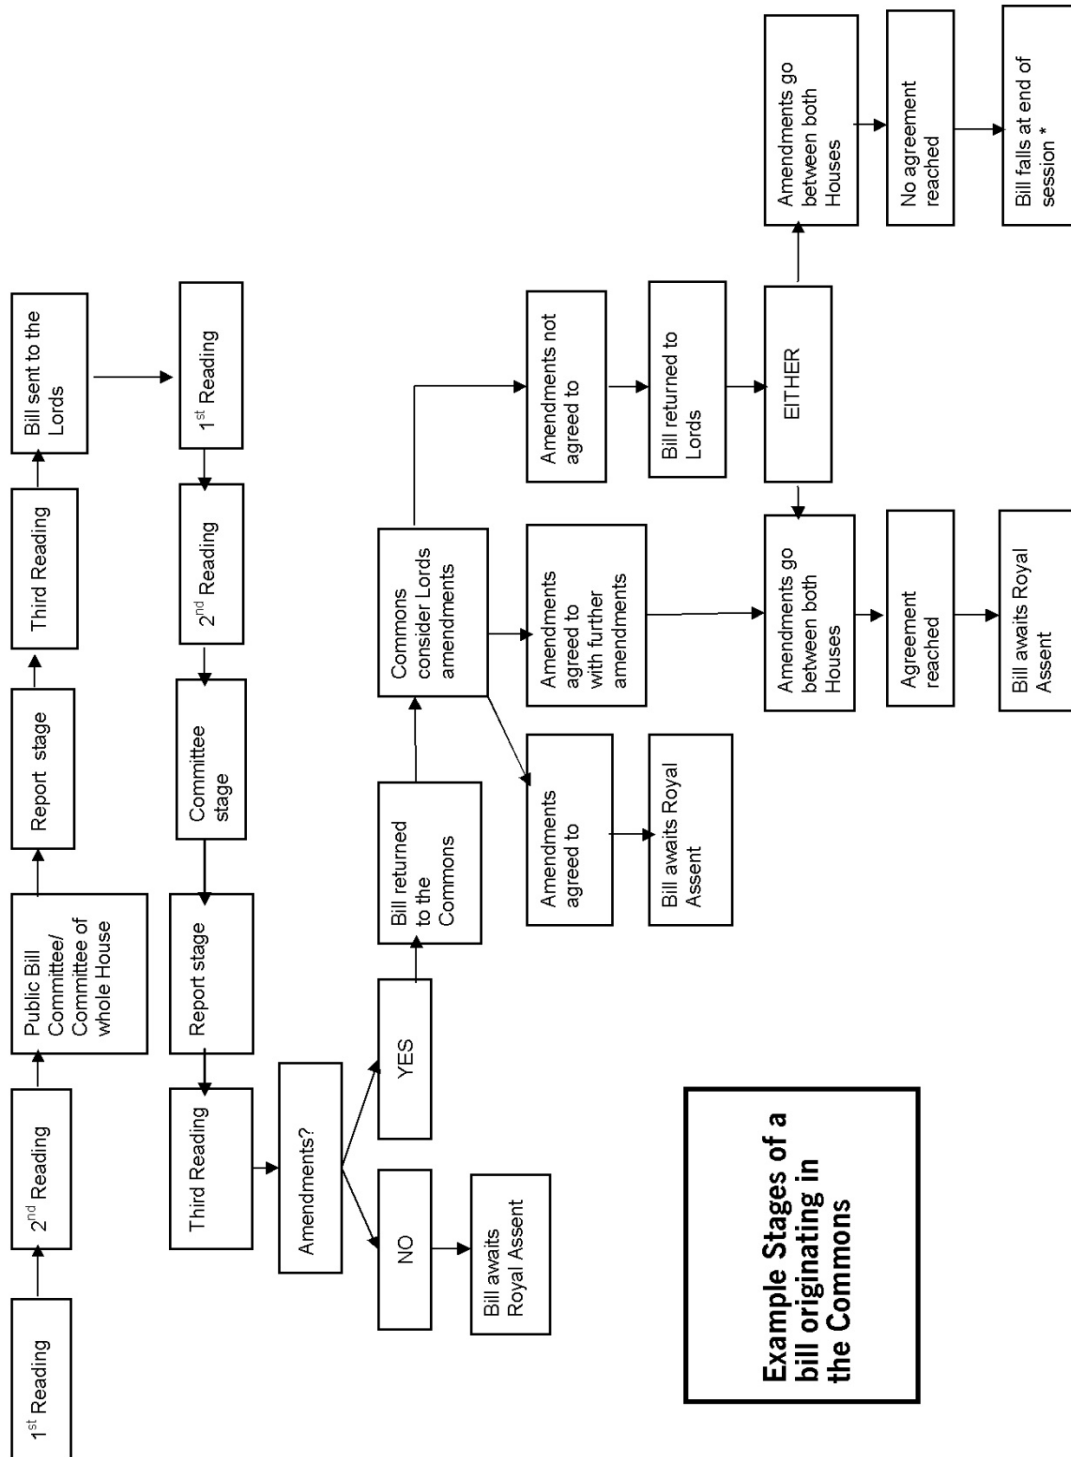 1st Reading
2nd Reading
Public Bill
Committee/
Committee of
whole House
Report stage
Third Reading
Bill sent to the
Lords
1st Reading
2nd Reading
Committee
stage
Report stage
Third Reading
Amendments?
NO
YES
Bill awaits
Royal Assent
Bill returned
to the
Commons
Commons
consider Lords
amendments
Amendments
agreed to
Bill awaits Royal
Assent
Amendments
agreed to
with further
amendments
Amendments not
agreed to
Bill returned to
Lords
EITHER
Amendments go
between both
Houses
Agreement
reached
Bill awaits Royal
Assent
Amendments go
between both
Houses
No agreement
reached
Bill falls at end of
session *
Example Stages of a
bill originating in
the Commons